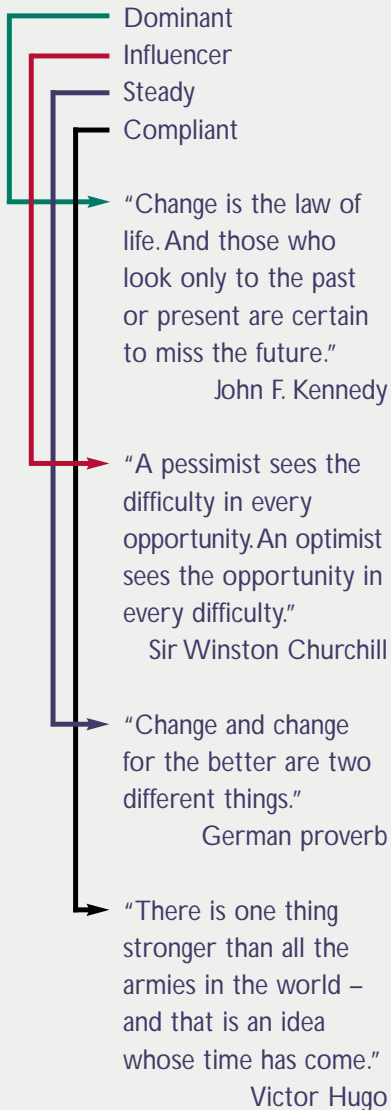 Dominant
Influencer
Steady
Compliant
“Change is the law of
life. And those who
look only to the past
or present are certain
to miss the future.”
John F. Kennedy
“A pessimist sees the
difficulty in every
opportunity. An optimist
sees the opportunity in
every difficulty.”
Sir Winston Churchill
“Change and change
for the better are two
different things.”
German proverb
“There is one thing
stronger than all the
armies in the world –
and that is an idea
whose time has come.”
Victor Hugo